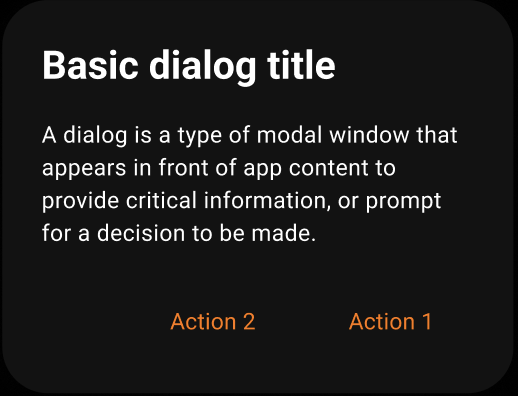 Basic dialog title
A dialog is a type of modal window that
appears in front of app content to
provide critical information, or prompt
for a decision to be made.
Action 2 Action 1